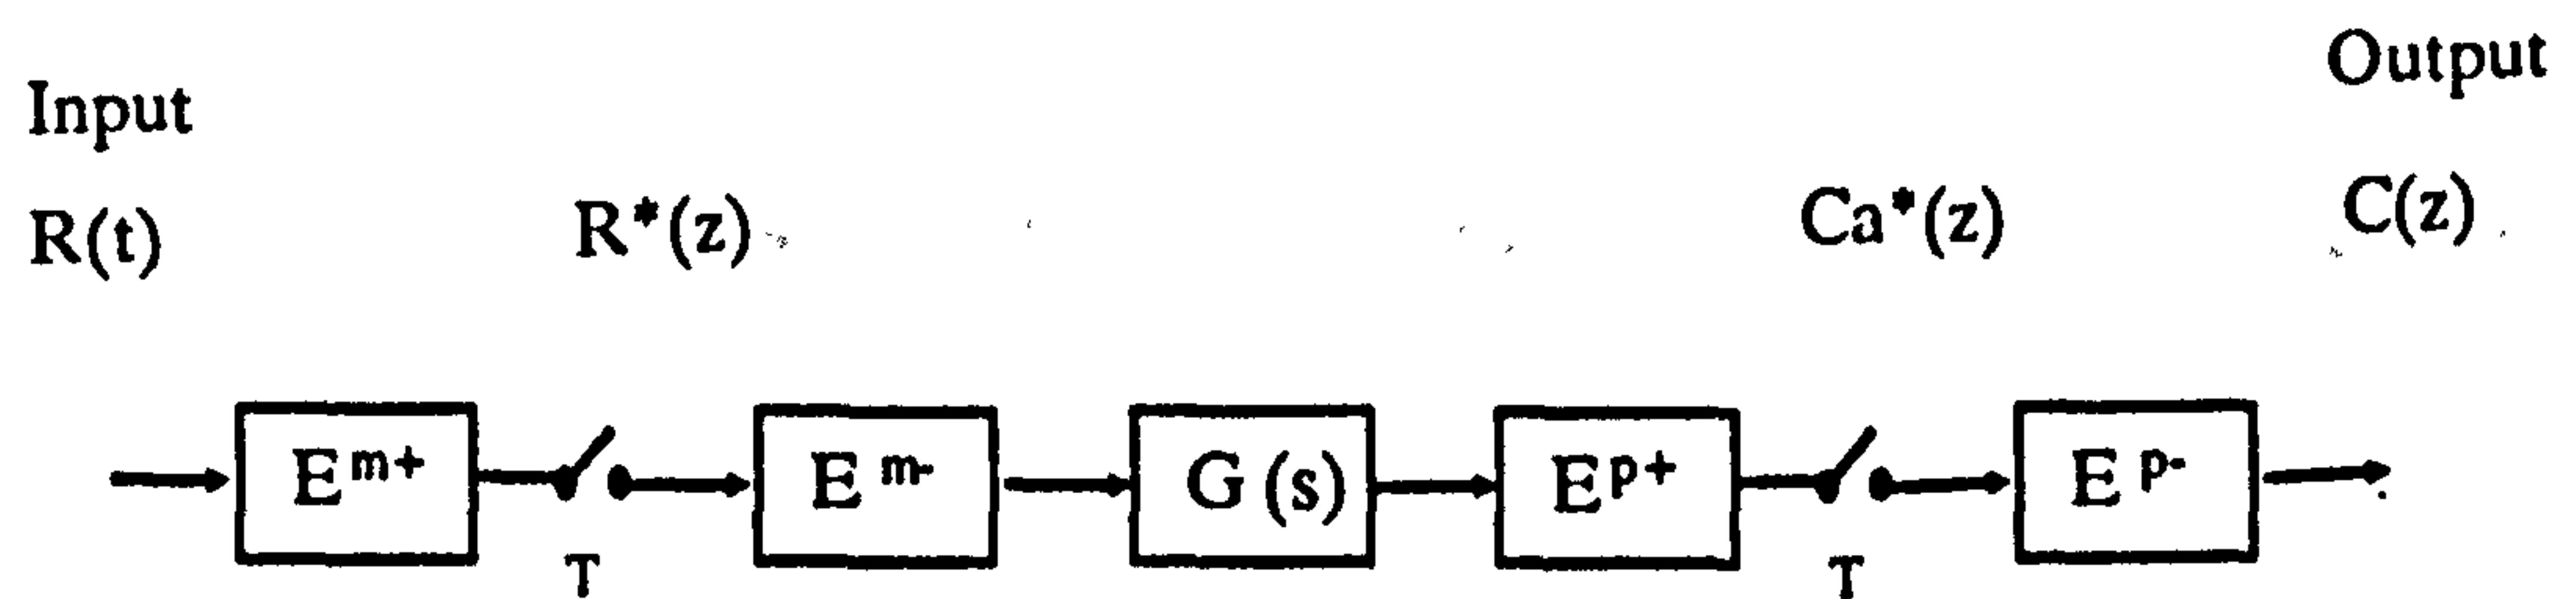 Input
Output
R(t)
R*(z)
Ca*(z)
C(z)
E m+
E m-
G (s)
E p+
E p-
T
T